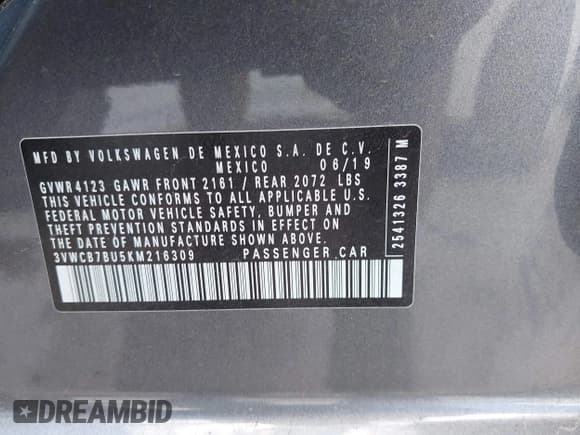 MFD BY VOLKSWAGEN DE MEXICO S.A. DE C.V.
MEXICO 06/19
GVWR4123 GAWR FRONT 2161 / REAR 2072 LBS
THIS VEHICLE CONFORMS TO ALL APPLICABLE U.S.
FEDERAL MOTOR VEHICLE SAFETY, BUMPER AND
THEFT PREVENTION STANDARDS IN EFFECT ON
THE DATE OF MANUFACTURE SHOWN ABOVE.
3VWCB7BU5KM216309 PASSENGER CAR
2541326 3387 M
DREAMBID